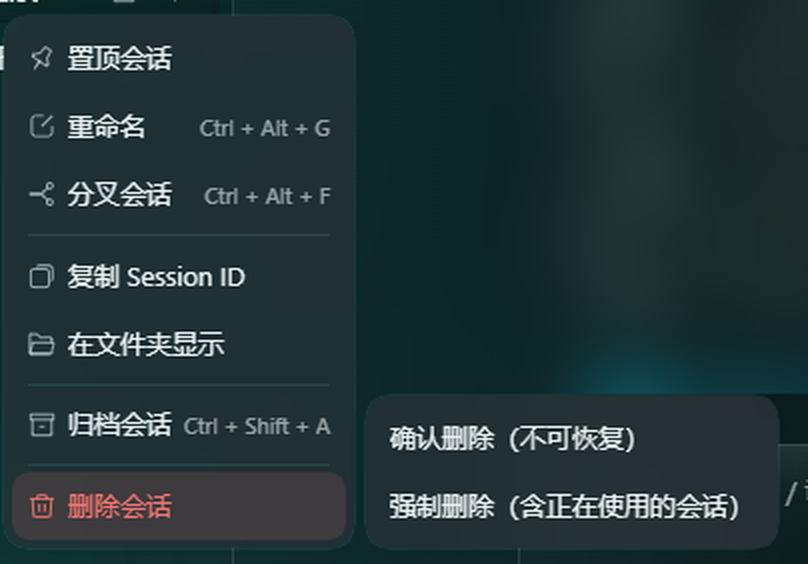 置顶会话
重命名 Ctrl + Alt + G
分叉会话 Ctrl + Alt + F
复制 Session ID
在文件夹显示
归档会话 Ctrl + Shift + A
删除会话
确认删除（不可恢复）
强制删除（含正在使用的会话）
/